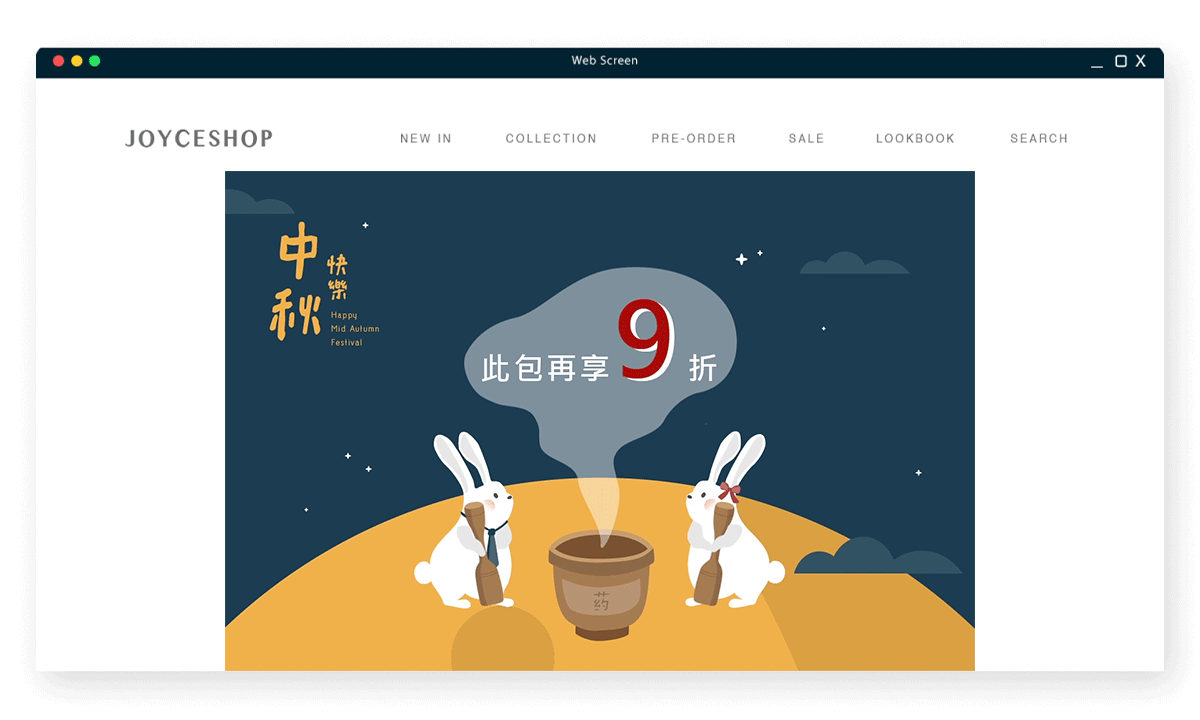 Web Screen
JOYCESHOP
NEW IN
COLLECTION
PRE-ORDER
SALE
LOOKBOOK
SEARCH
中秋
快樂
Happy
Mid Autumn
Festival
此包再享9折
药